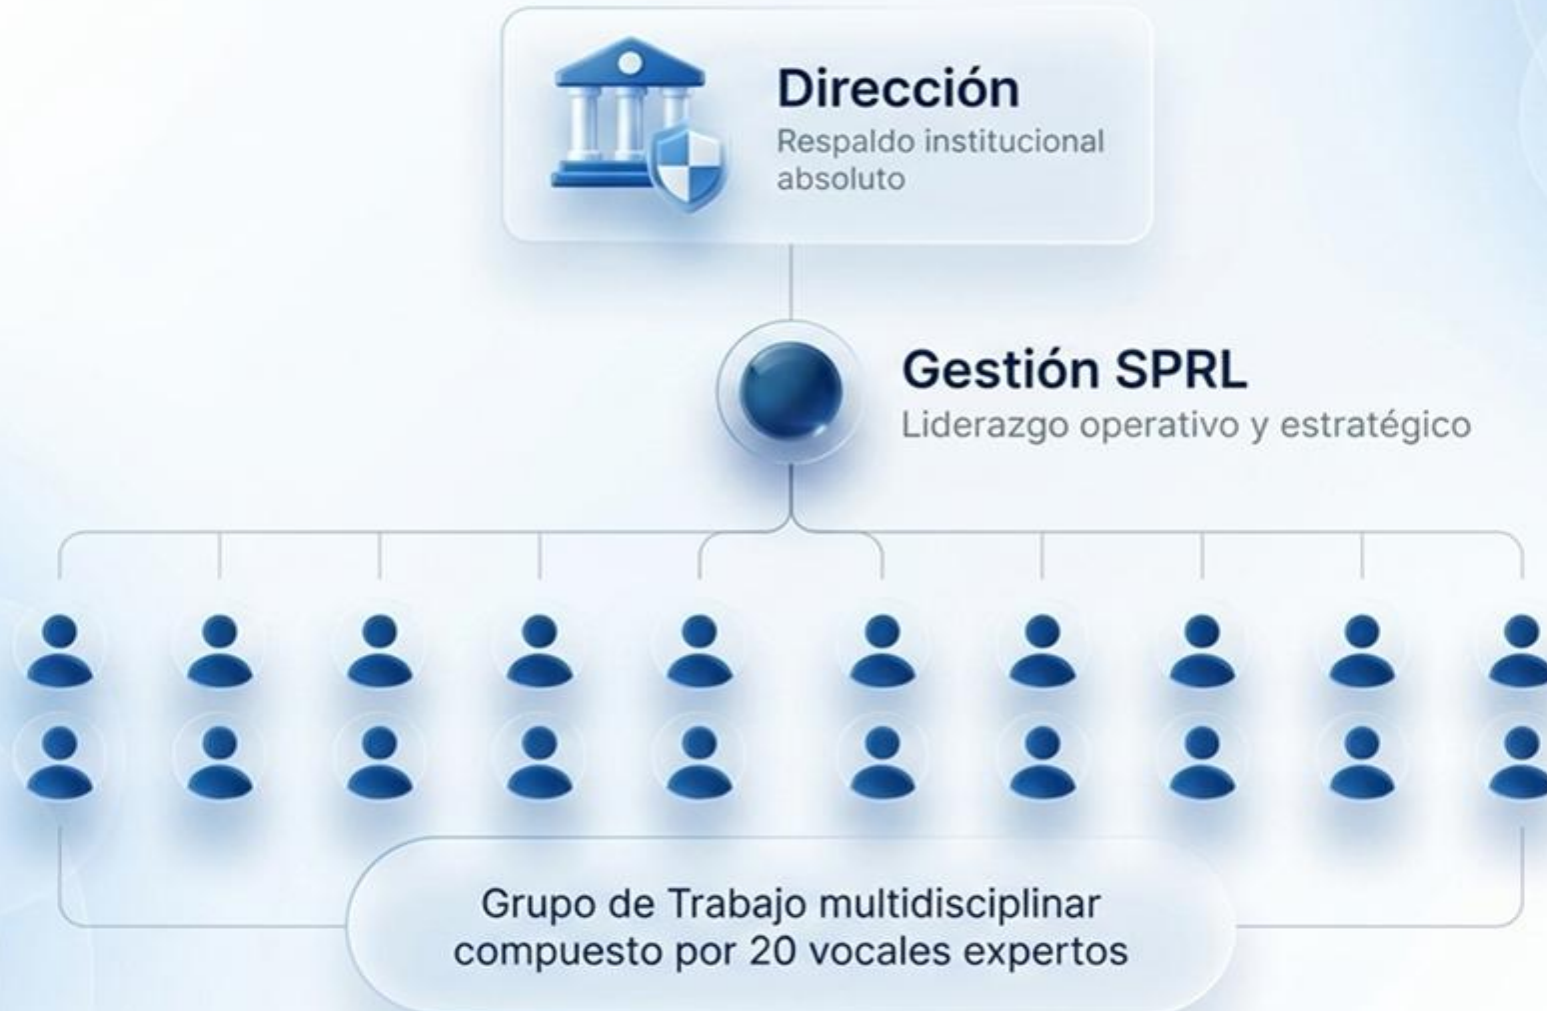 Dirección
Respaldo institucional
absoluto
Gestión SPRL
Liderazgo operativo y estratégico
Grupo de Trabajo multidisciplinar
compuesto por 20 vocales expertos